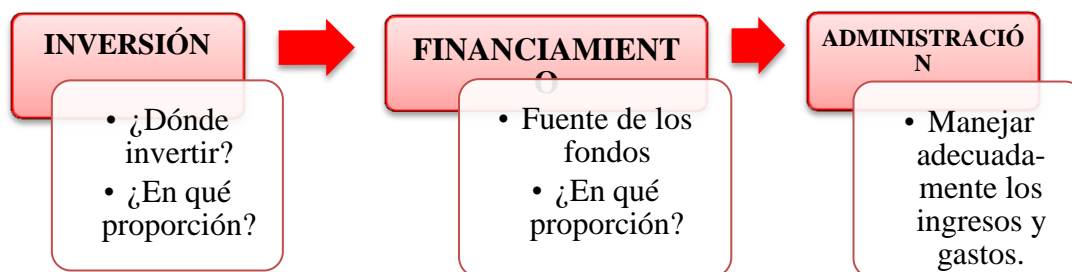 INVERSIÓN
• ¿Dónde
invertir?
• ¿En qué
proporción?
FINANCIAMIENT
O
• Fuente de los
fondos
• ¿En qué
proporción?
ADMINISTRACIÓ
N
• Manejar
adecuada-
mente los
ingresos y
gastos.